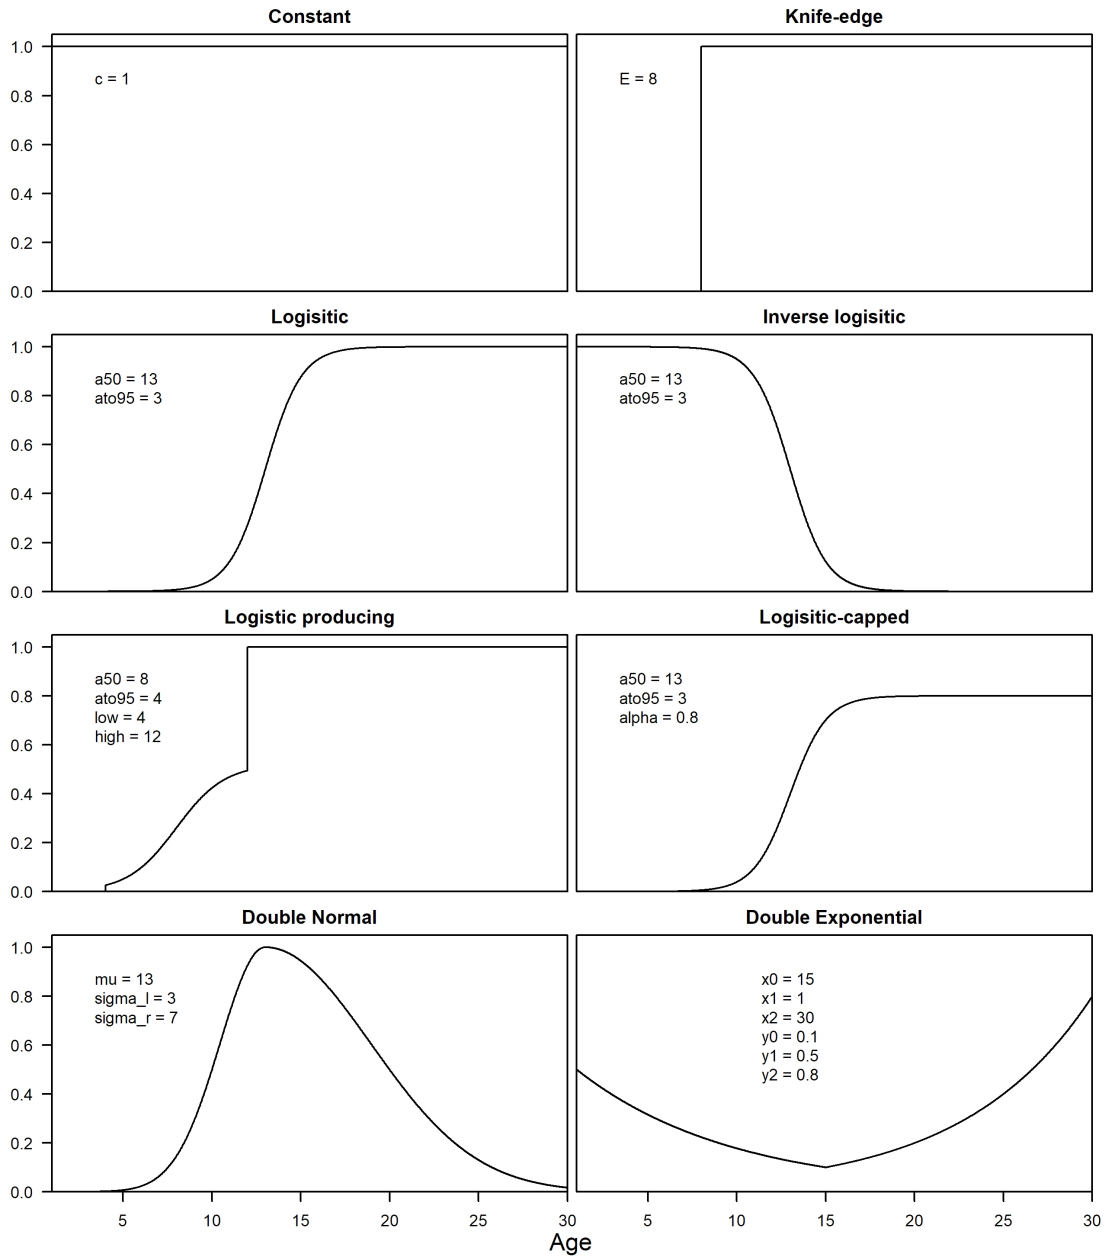 Constant
Knife-edge
1.0
0.8
0.6
0.4
0.2
0.0
c = 1
E = 8
Logisitic
Inverse logisitic
1.0
0.8
0.6
0.4
0.2
0.0
a50 = 13
ato95 = 3
a50 = 13
ato95 = 3
Logistic producing
Logisitic-capped
1.0
0.8
0.6
0.4
0.2
0.0
a50 = 8
ato95 = 4
low = 4
high = 12
a50 = 13
ato95 = 3
alpha = 0.8
Double Normal
Double Exponential
1.0
0.8
0.6
0.4
0.2
0.0
mu = 13
sigma_l = 3
sigma_r = 7
x0 = 15
x1 = 1
x2 = 30
y0 = 0.1
y1 = 0.5
y2 = 0.8
5 10 15 20 25 30
5 10 15 20 25 30
Age